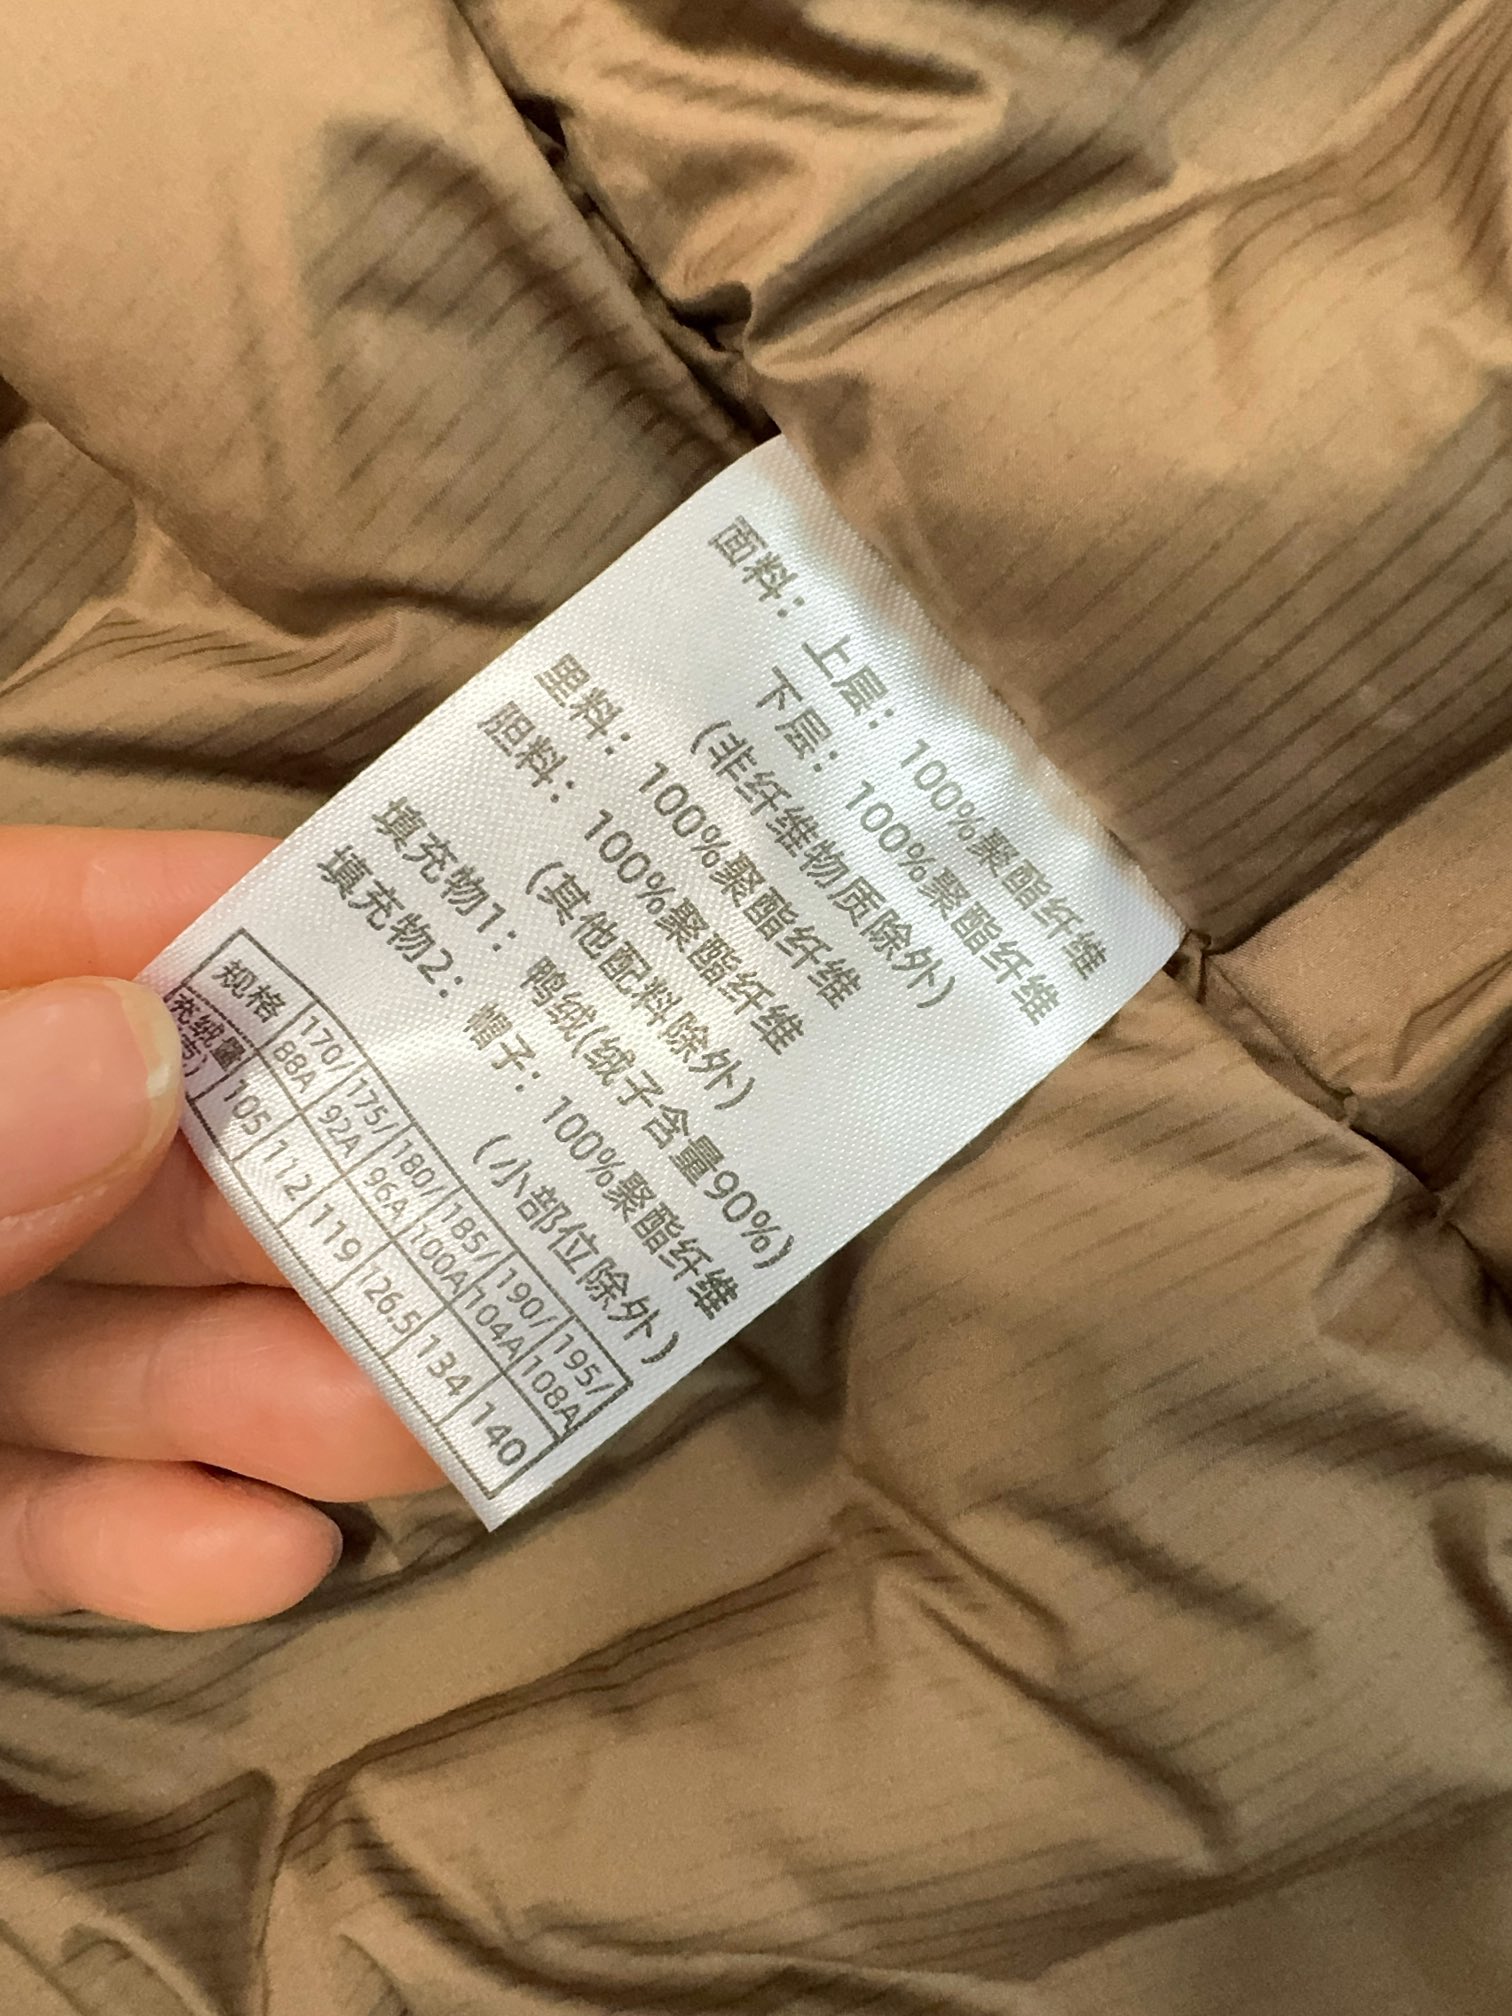 面料：上层：100%聚酯纤维
下层：100%聚酯纤维
(非纤维物质除外)
里料：100%聚酯纤维
胆料：100%聚酯纤维
(其他配料除外)
填充物1：鸭绒(绒子含量90%)
填充物2：帽子：100%聚酯纤维
(小部位除外)
规格 170/88A 175/92A 180/96A 185/100A 190/104A 195/108A
充绒量 105 112 119 126.5 134 140